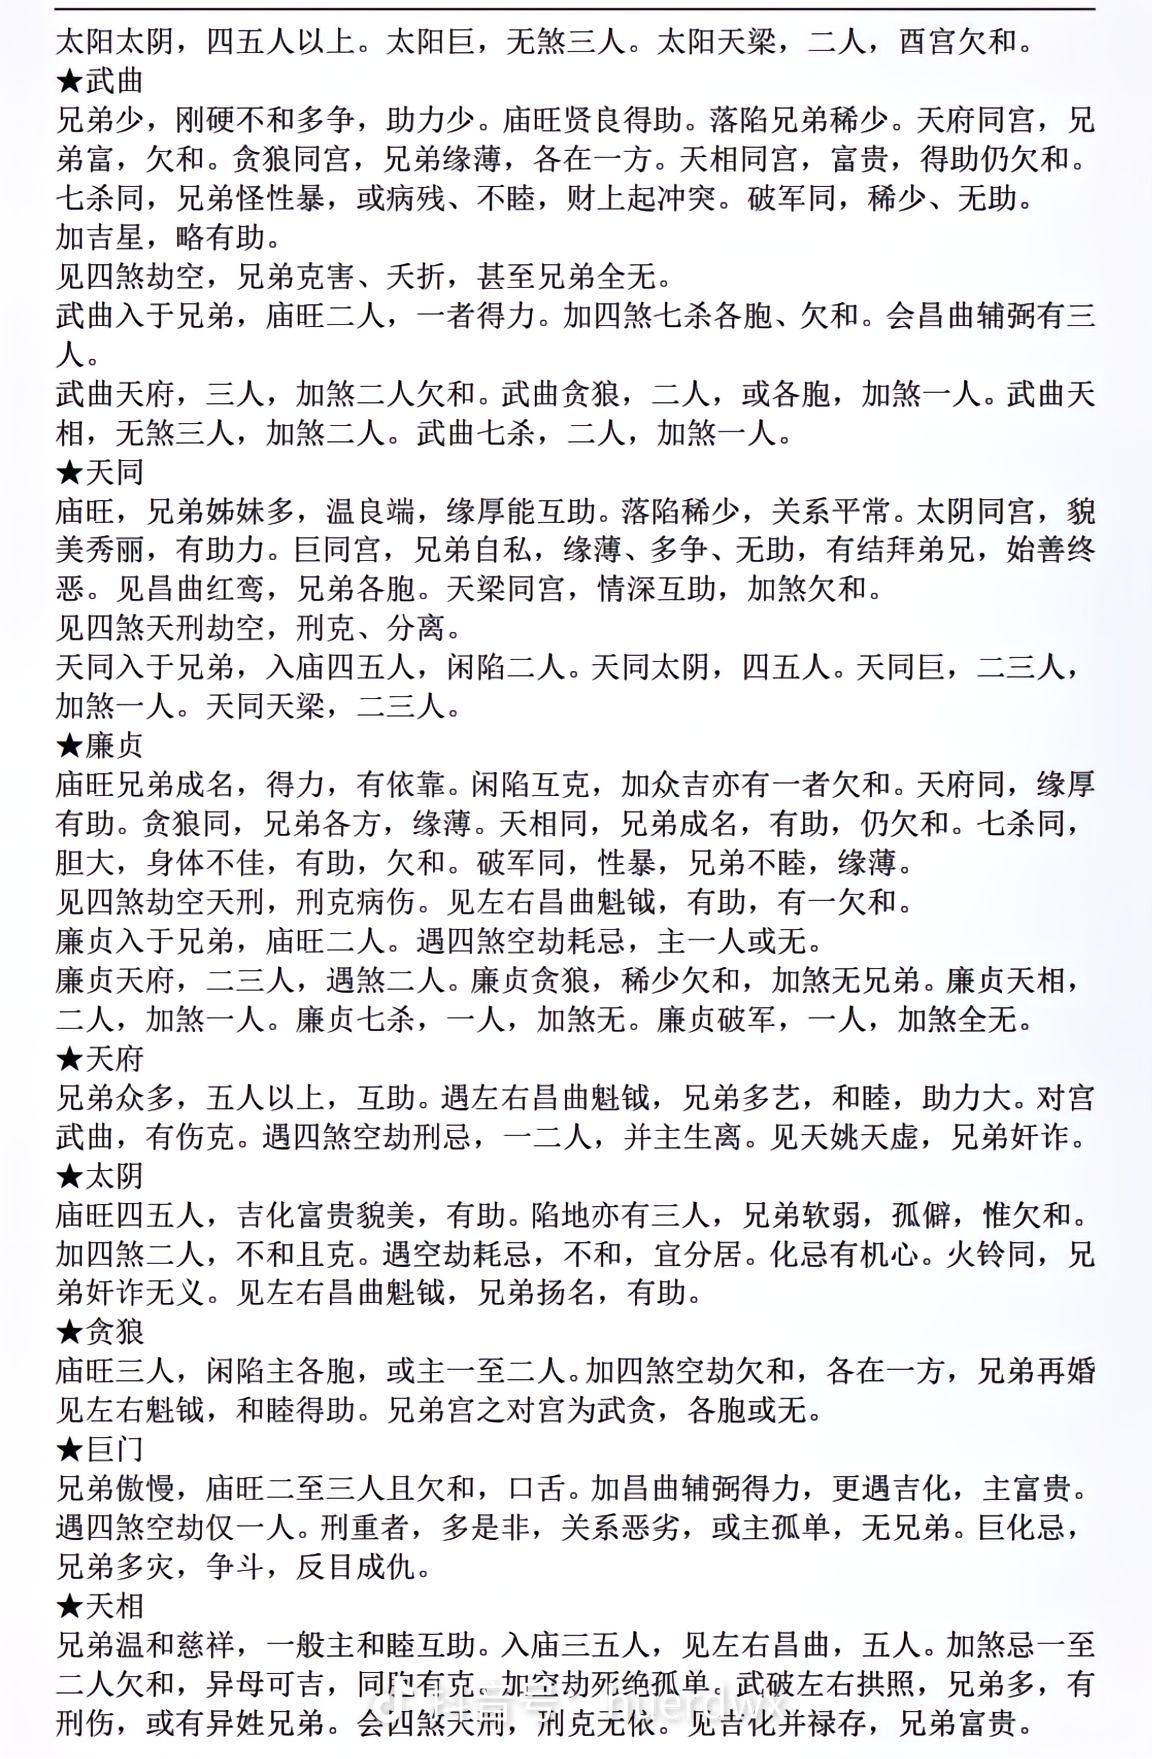 太阳太阴，四五人以上。太阳巨，无煞三人。太阳天梁，二人，酉宫欠和。
★武曲
兄弟少，刚硬不和多争，助力少。庙旺贤良得助。落陷兄弟稀少。天府同宫，兄
弟富，欠和。贪狼同宫，兄弟缘薄，各在一方。天相同宫，富贵，得助仍欠和。
七杀同，兄弟怪性暴，或病残、不睦，财上起冲突。破军同，稀少、无助。
加吉星，略有助。
见四煞劫空，兄弟克害、夭折，甚至兄弟全无。
武曲入于兄弟，庙旺二人，一者得力。加四煞七杀各胞、欠和。会昌曲辅弼有三
人。
武曲天府，三人，加煞二人欠和。武曲贪狼，二人，或各胞，加煞一人。武曲天
相，无煞三人，加煞二人。武曲七杀，二人，加煞一人。
★天同
庙旺，兄弟姊妹多，温良端，缘厚能互助。落陷稀少，关系平常。太阴同宫，貌
美秀丽，有助力。巨同宫，兄弟自私，缘薄、多争、无助，有结拜弟兄，始善终
恶。见昌曲红鸾，兄弟各胞。天梁同宫，情深互助，加煞欠和。
见四煞天刑劫空，刑克、分离。
天同入于兄弟，入庙四五人，闲陷二人。天同太阴，四五人。天同巨，二三人，
加煞一人。天同天梁，二三人。
★廉贞
庙旺兄弟成名，得力，有依靠。闲陷互克，加众吉亦有一者欠和。天府同，缘厚
有助。贪狼同，兄弟各方，缘薄。天相同，兄弟成名，有助，仍欠和。七杀同，
胆大，身体不佳，有助，欠和。破军同，性暴，兄弟不睦，缘薄。
见四煞劫空天刑，刑克病伤。见左右昌曲魁钺，有助，有一欠和。
廉贞入于兄弟，庙旺二人。遇四煞空劫耗忌，主一人或无。
廉贞天府，二三人，遇煞二人。廉贞贪狼，稀少欠和，加煞无兄弟。廉贞天相，
二人，加煞一人。廉贞七杀，一人，加煞无。廉贞破军，一人，加煞全无。
★天府
兄弟众多，五人以上，互助。遇左右昌曲魁钺，兄弟多艺，和睦，助力大。对宫
武曲，有伤克。遇四煞空劫刑忌，一二人，并主生离。见天姚天虚，兄弟奸诈。
★太阴
庙旺四五人，吉化富贵貌美，有助。陷地亦有三人，兄弟软弱，孤僻，惟欠和。
加四煞二人，不和且克。遇空劫耗忌，不和，宜分居。化忌有机心。火铃同，兄
弟奸诈无义。见左右昌曲魁钺，兄弟扬名，有助。
★贪狼
庙旺三人，闲陷主各胞，或主一至二人。加四煞空劫欠和，各在一方，兄弟再婚
见左右魁钺，和睦得助。兄弟宫之对宫为武贪，各胞或无。
★巨门
兄弟傲慢，庙旺二至三人且欠和，口舌。加昌曲辅弼得力，更遇吉化，主富贵。
遇四煞空劫仅一人。刑重者，多是非，关系恶劣，或主孤单，无兄弟。巨化忌，
兄弟多灾，争斗，反目成仇。
★天相
兄弟温和慈祥，一般主和睦互助。入庙三五人，见左右昌曲，五人。加煞忌一至
二人欠和，异母可吉，同胞有克。加空劫死绝孤单。武破左右拱照，兄弟多，有
刑伤，或有异姓兄弟。会四煞天刑，刑克无依。见吉化并禄存，兄弟富贵。
抖音号：huerdwx